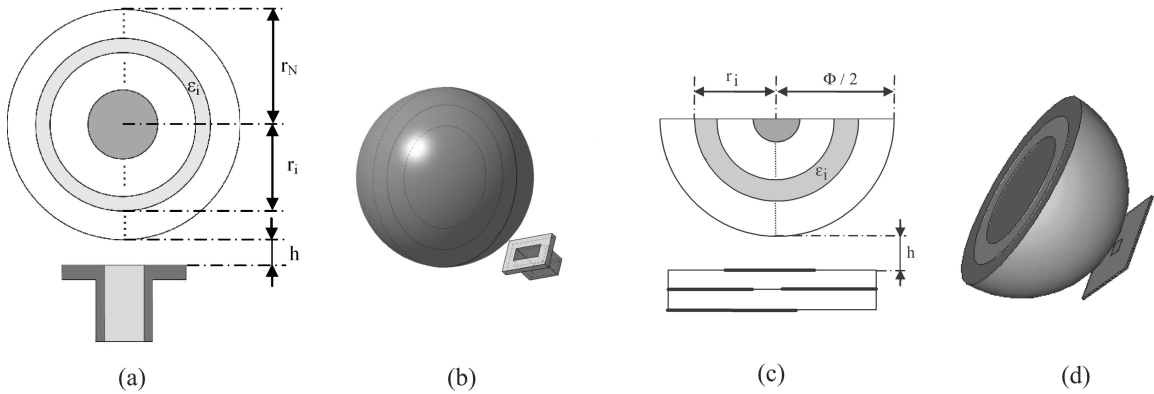 r_N
ε_i
r_i
h
(a)
(b)
r_i
Φ / 2
ε_i
h
(c)
(d)